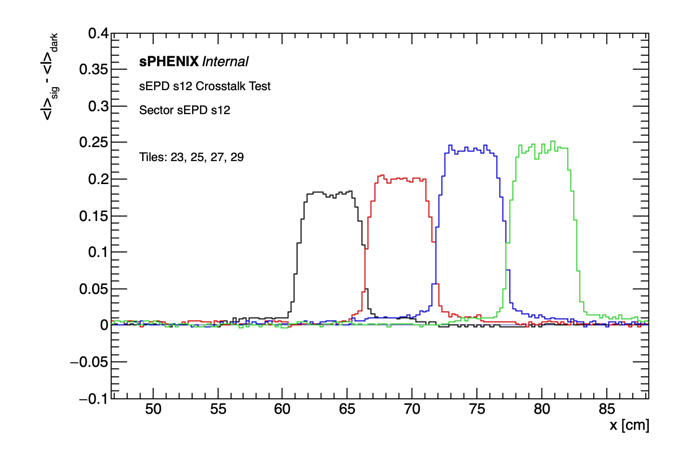 <I>sig - <I>dark
0.4
0.35
0.3
0.25
0.2
0.15
0.1
0.05
0
−0.05
−0.1
sPHENIX Internal
sEPD s12 Crosstalk Test
Sector sEPD s12
Tiles: 23, 25, 27, 29
50 55 60 65 70 75 80 85
x [cm]